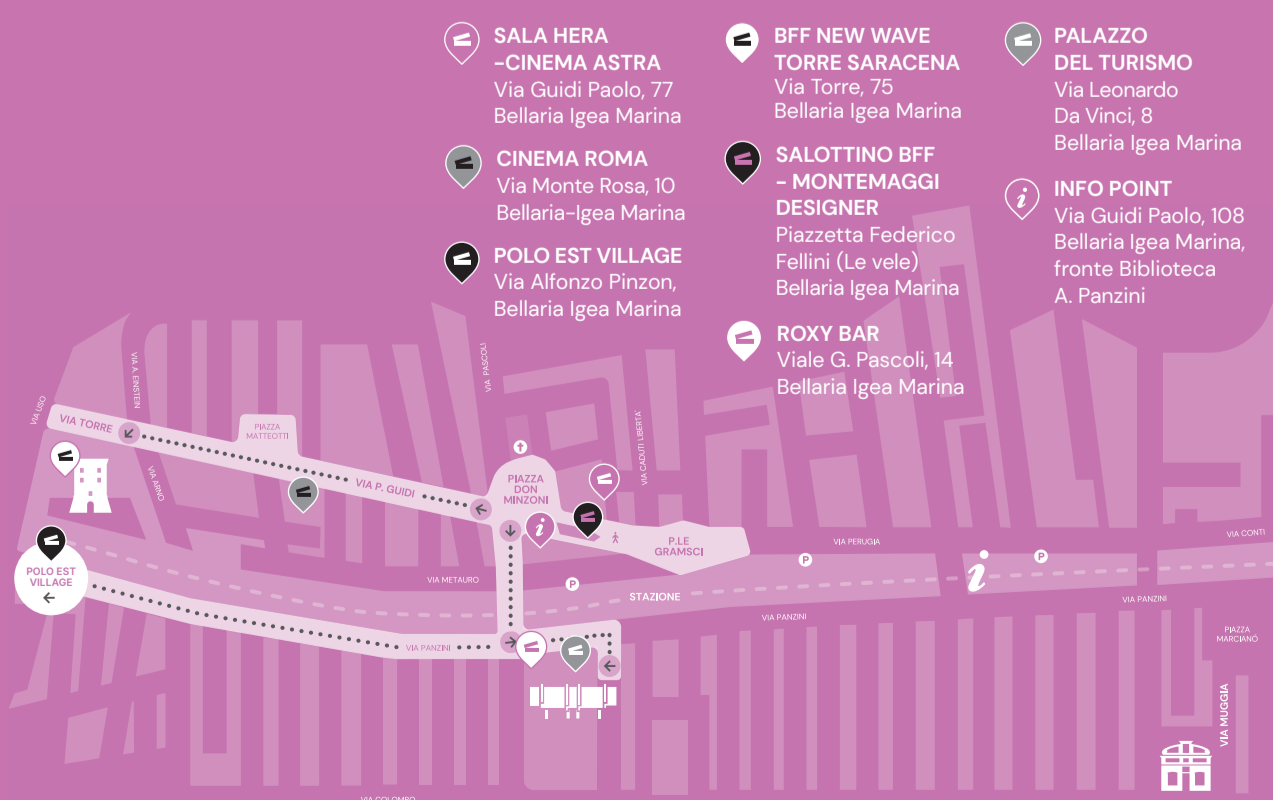 SALA HERA
-CINEMA ASTRA
Via Guidi Paolo, 77
Bellaria Igea Marina
CINEMA ROMA
Via Monte Rosa, 10
Bellaria-Igea Marina
POLO EST VILLAGE
Via Alfonzo Pinzon,
Bellaria Igea Marina
BFF NEW WAVE
TORRE SARACENA
Via Torre, 75
Bellaria Igea Marina
SALOTTINO BFF
- MONTEMAGGI
DESIGNER
Piazzetta Federico
Fellini (Le vele)
Bellaria Igea Marina
ROXY BAR
Viale G. Pascoli, 14
Bellaria Igea Marina
PALAZZO
DEL TURISMO
Via Leonardo
Da Vinci, 8
Bellaria Igea Marina
i INFO POINT
Via Guidi Paolo, 108
Bellaria Igea Marina,
fronte Biblioteca
A. Panzini
VIA USO
VIA A. EINSTEIN
VIA PASCOLI
VIA TORRE
PIAZZA
MATTEOTTI
VIA CADUTI LIBERTA'
VIA ARNO
VIA P. GUIDI
PIAZZA
DON
MINZONI
i
P.LE
GRAMSCI
VIA PERUGIA
VIA CONTI
POLO EST
VILLAGE
VIA METAURO
P
STAZIONE
P
i
P
VIA PANZINI
VIA PANZINI
VIA PANZINI
PIAZZA
MARCIANÒ
VIA MUGGIA
VIA COLOMBO